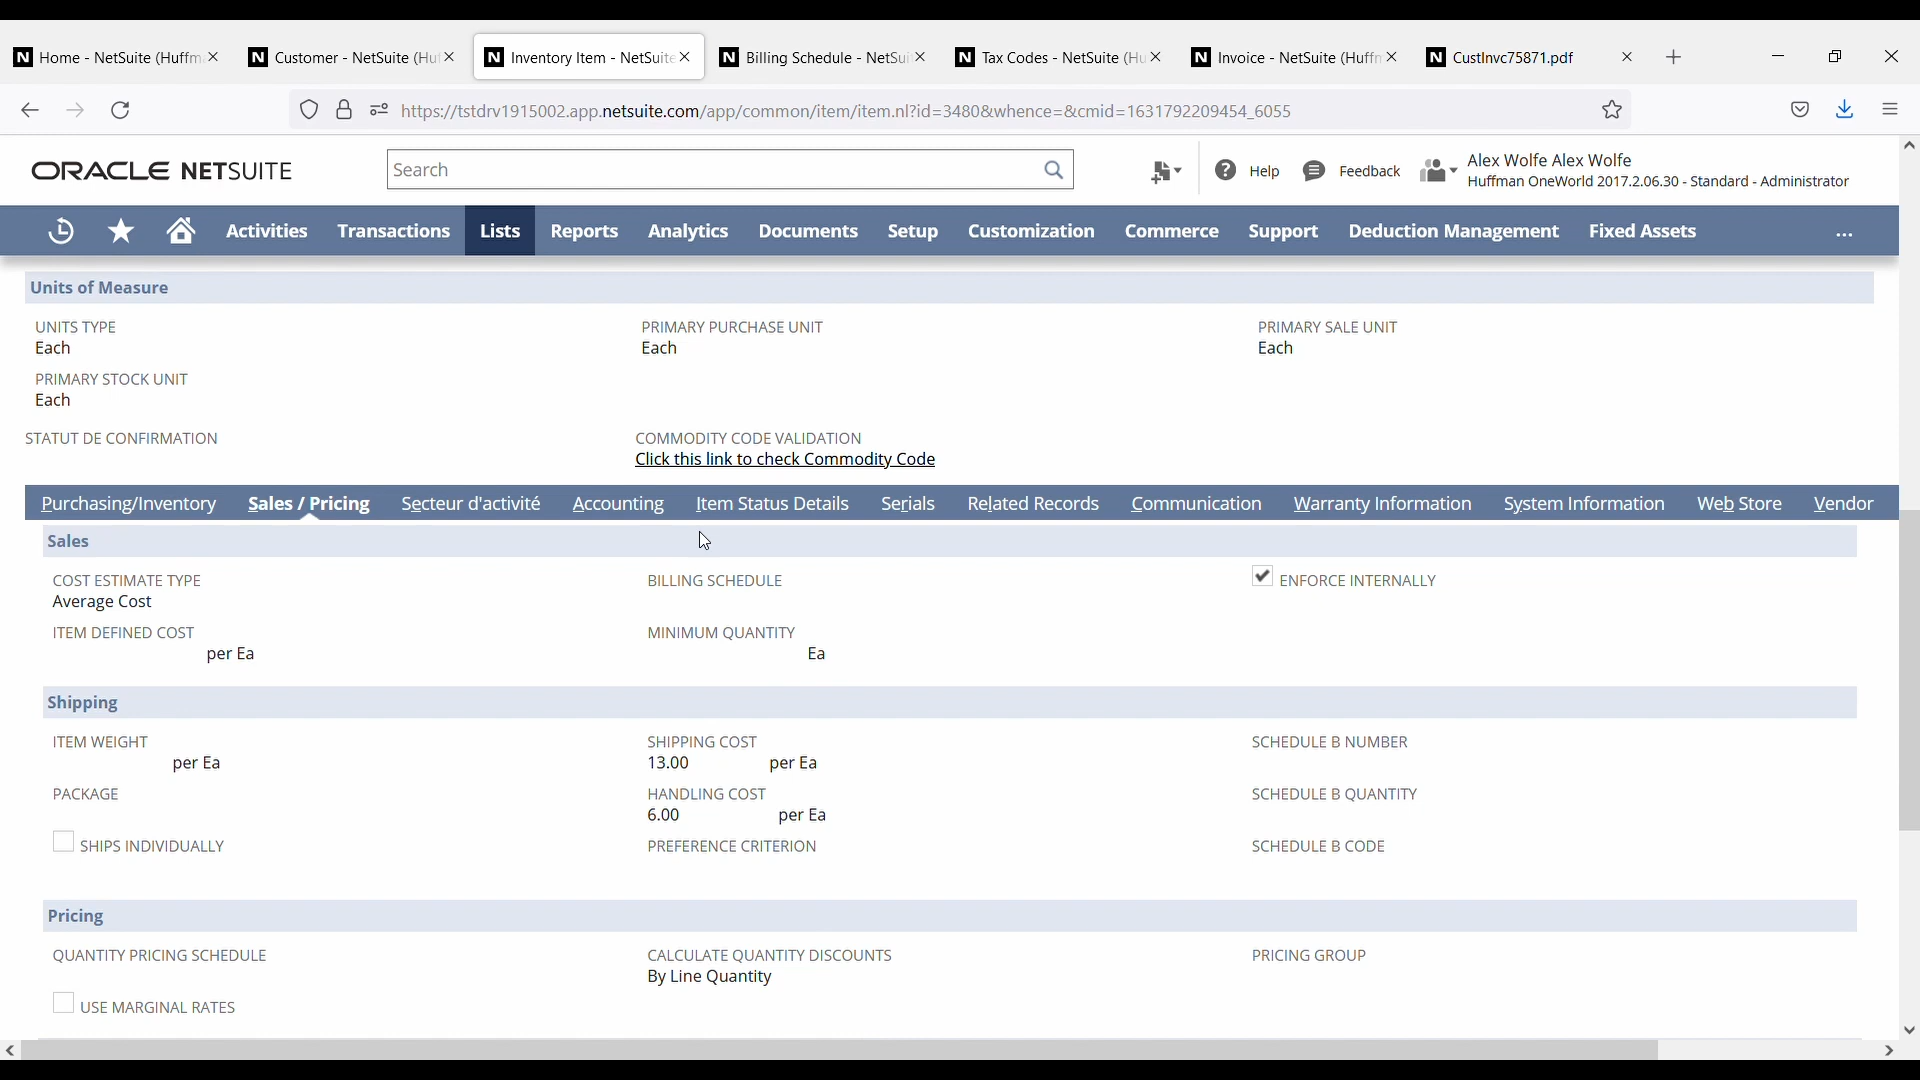 Home - NetSuite (Huffm
Customer - NetSuite (Huf
Inventory Item - NetSuite
Billing Schedule - NetSui
Tax Codes - NetSuite (Hu
Invoice - NetSuite (Huffm
CustInvc75871.pdf
https://tstdrv1915002.app.netsuite.com/app/common/item/item.nl?id=3480&whence=&cmid=1631792209454_6055
ORACLE NETSUITE
Search
Help
Feedback
Alex Wolfe Alex Wolfe
Huffman OneWorld 2017.2.06.30 - Standard - Administrator
Activities Transactions Lists Reports Analytics Documents Setup Customization Commerce Support Deduction Management Fixed Assets ...
Units of Measure
UNITS TYPE
Each
PRIMARY PURCHASE UNIT
Each
PRIMARY SALE UNIT
Each
PRIMARY STOCK UNIT
Each
STATUT DE CONFIRMATION
COMMODITY CODE VALIDATION
Click this link to check Commodity Code
Purchasing/Inventory Sales / Pricing Secteur d'activité Accounting Item Status Details Serials Related Records Communication Warranty Information System Information Web Store Vendor
Sales
COST ESTIMATE TYPE
Average Cost
BILLING SCHEDULE
ENFORCE INTERNALLY
ITEM DEFINED COST
per Ea
MINIMUM QUANTITY
Ea
Shipping
ITEM WEIGHT
per Ea
SHIPPING COST
13.00 per Ea
SCHEDULE B NUMBER
PACKAGE
HANDLING COST
6.00 per Ea
SCHEDULE B QUANTITY
SHIPS INDIVIDUALLY
PREFERENCE CRITERION
SCHEDULE B CODE
Pricing
QUANTITY PRICING SCHEDULE
CALCULATE QUANTITY DISCOUNTS
By Line Quantity
PRICING GROUP
USE MARGINAL RATES